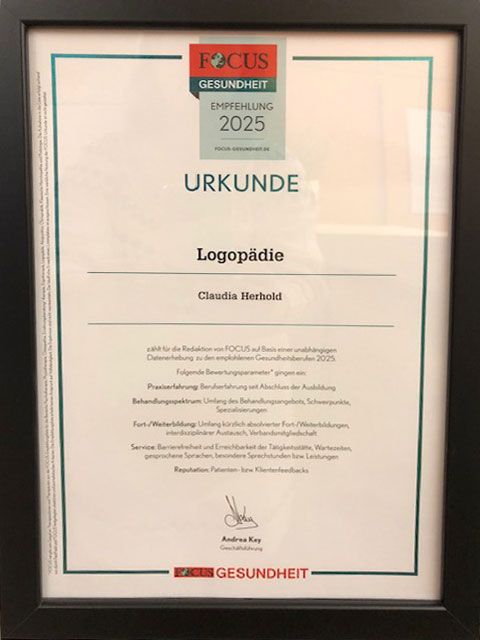 FOCUS
GESUNDHEIT
EMPFEHLUNG
2025
FOCUS-GESUNDHEIT.DE
URKUNDE
Logopädie
Claudia Herhold
zählt für die Redaktion von FOCUS auf Basis einer unabhängigen
Datenerhebung zu den empfohlenen Gesundheitsberufen 2025.
Folgende Bewertungsparameter* gingen ein:
Praxiserfahrung: Berufserfahrung seit Abschluss der Ausbildung
Behandlungsspektrum: Umfang des Behandlungsangebots, Schwerpunkte,
Spezialisierungen
Fort-/Weiterbildung: Umfang kürzlich absolvierter Fort-/Weiterbildungen,
interdisziplinärer Austausch, Verbandsmitgliedschaft
Service: Barrierefreiheit und Erreichbarkeit der Tätigkeitsstätte, Wartezeiten,
gesprochene Sprachen, besondere Sprechstunden bzw. Leistungen
Reputation: Patienten- bzw. Klientenfeedbacks
Andrea Key
Geschäftsführung
FOCUS GESUNDHEIT